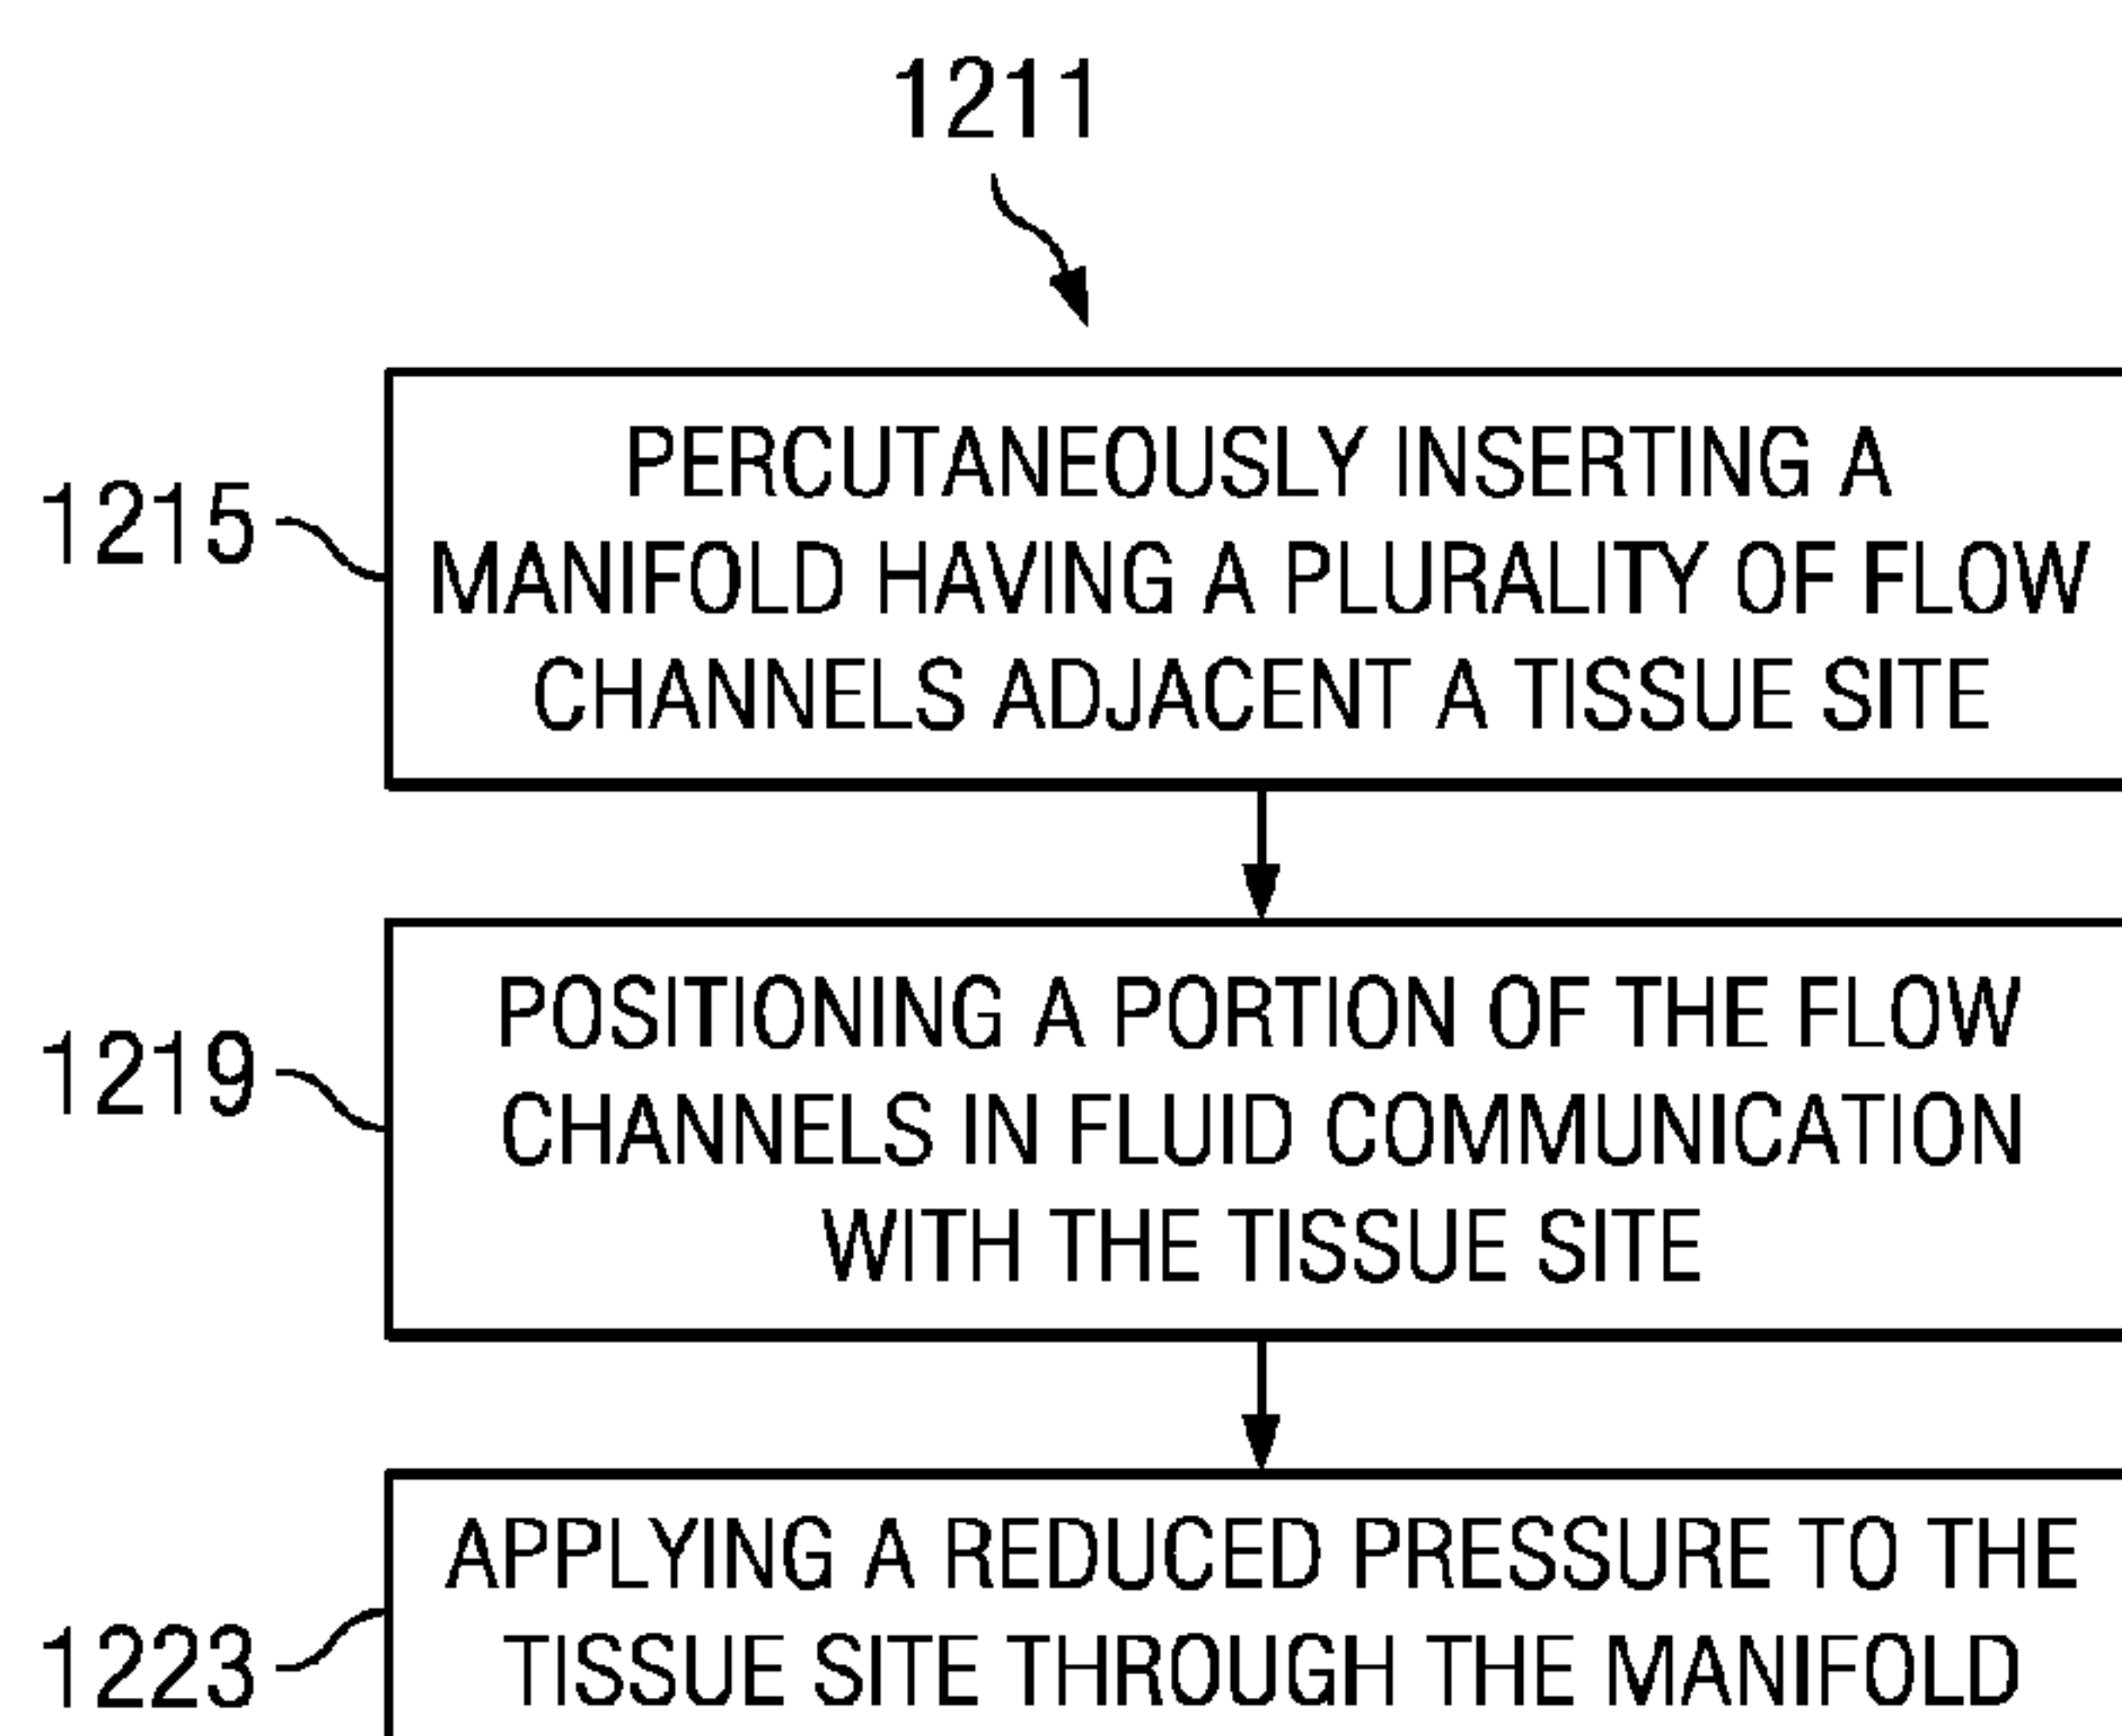 1211
1215
PERCUTANEOUSLY INSERTING A
MANIFOLD HAVING A PLURALITY OF FLOW
CHANNELS ADJACENT A TISSUE SITE
1219
POSITIONING A PORTION OF THE FLOW
CHANNELS IN FLUID COMMUNICATION
WITH THE TISSUE SITE
1223
APPLYING A REDUCED PRESSURE TO THE
TISSUE SITE THROUGH THE MANIFOLD